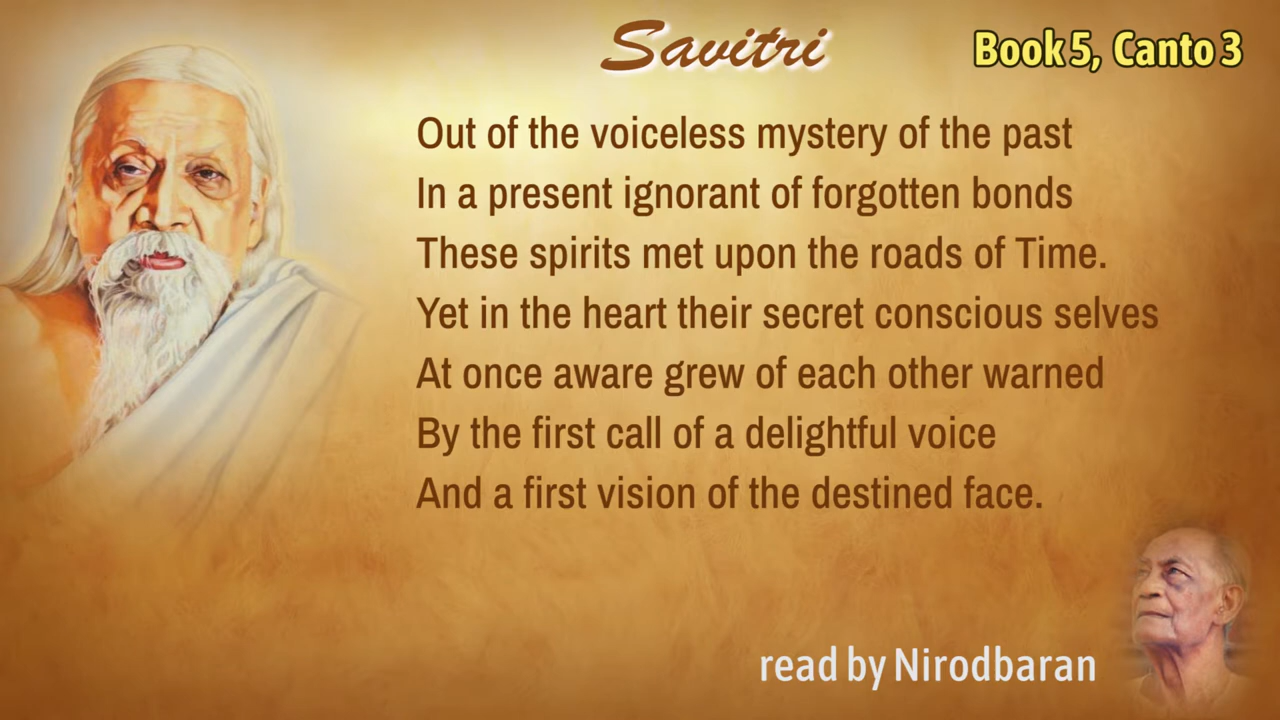 Savitri
Book 5, Canto 3
Out of the voiceless mystery of the past
In a present ignorant of forgotten bonds
These spirits met upon the roads of Time.
Yet in the heart their secret conscious selves
At once aware grew of each other warned
By the first call of a delightful voice
And a first vision of the destined face.
read by Nirodbaran